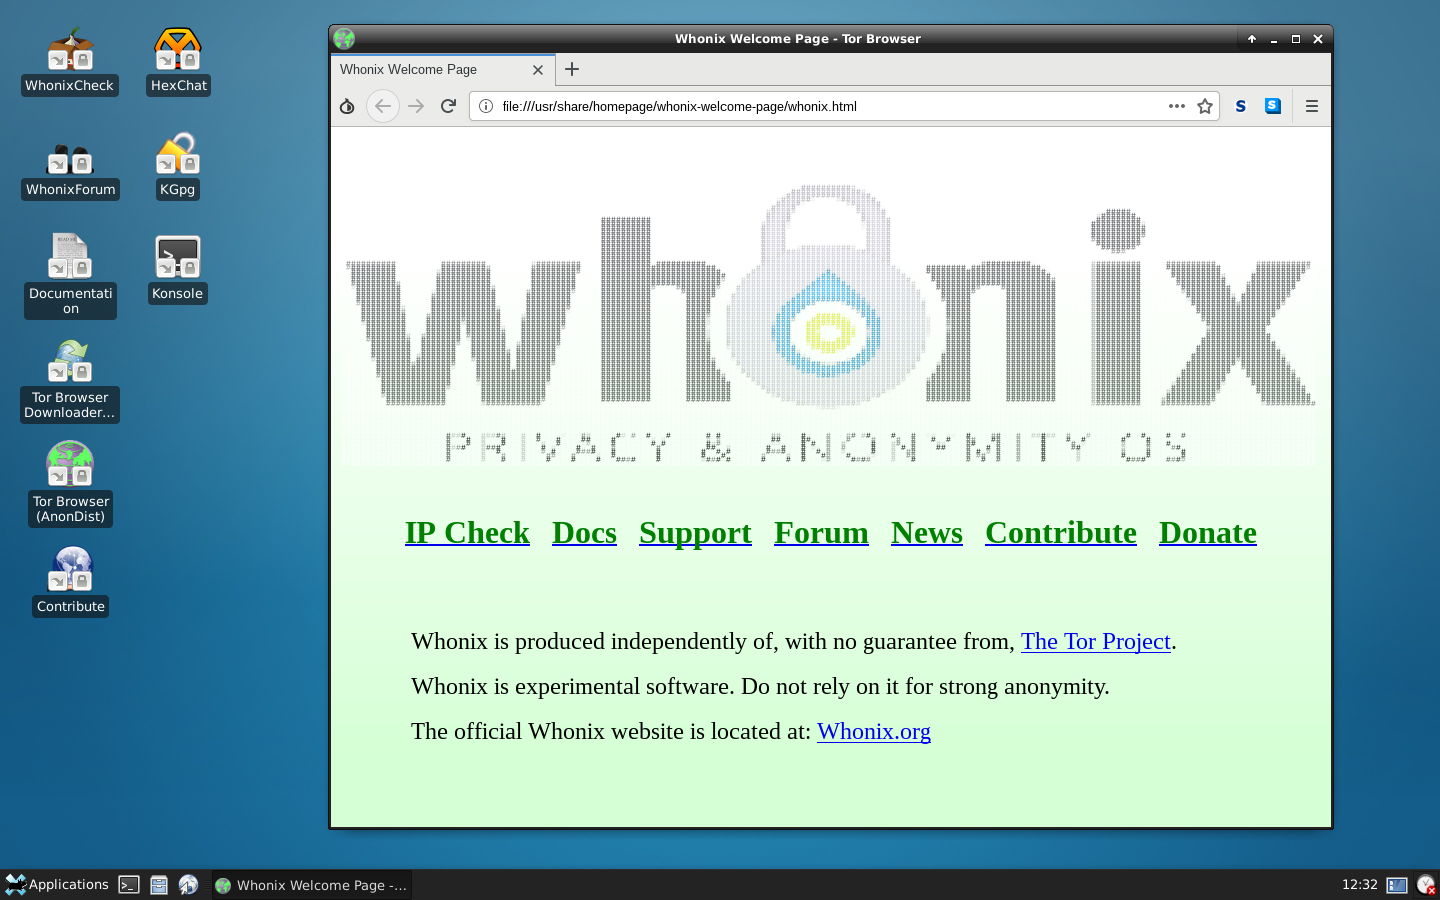 WhonixCheck
HexChat
WhonixForum
KGpg
Documentati
on
Konsole
Tor Browser
Downloader...
Tor Browser
(AnonDist)
Contribute
Whonix Welcome Page - Tor Browser
Whonix Welcome Page
file:///usr/share/homepage/whonix-welcome-page/whonix.html
S
S
whonix
PRIVACY & ANONYMITY OS
IP Check Docs Support Forum News Contribute Donate
Whonix is produced independently of, with no guarantee from, The Tor Project.
Whonix is experimental software. Do not rely on it for strong anonymity.
The official Whonix website is located at: Whonix.org
Applications
Whonix Welcome Page -...
12:32